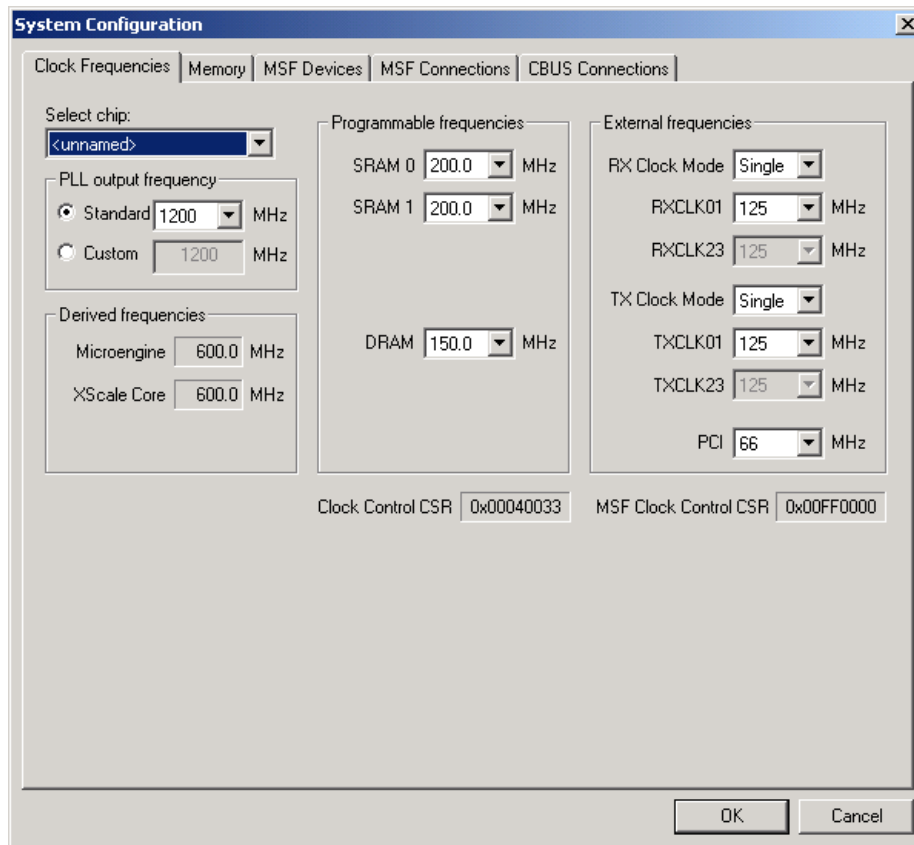 System Configuration
Clock Frequencies Memory MSF Devices MSF Connections CBUS Connections
Select chip:
<unnamed>
PLL output frequency
Standard 1200 MHz
Custom 1200 MHz
Derived frequencies
Microengine 600.0 MHz
XScale Core 600.0 MHz
Programmable frequencies
SRAM 0 200.0 MHz
SRAM 1 200.0 MHz
DRAM 150.0 MHz
External frequencies
RX Clock Mode Single
RXCLK01 125 MHz
RXCLK23 125 MHz
TX Clock Mode Single
TXCLK01 125 MHz
TXCLK23 125 MHz
PCI 66 MHz
Clock Control CSR 0x00040033 MSF Clock Control CSR 0x00FF0000
OK Cancel